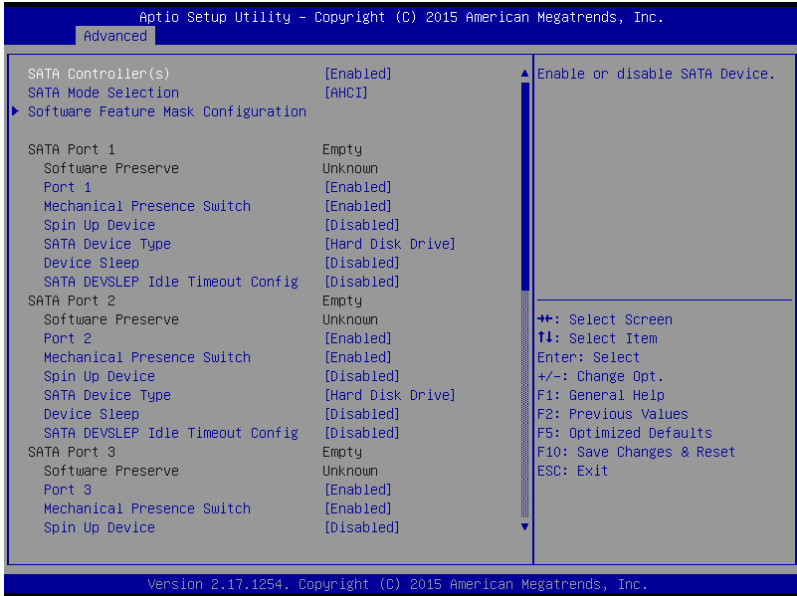 Aptio Setup Utility – Copyright (C) 2015 American Megatrends, Inc.
Advanced
SATA Controller(s) [Enabled]
SATA Mode Selection [AHCI]
Software Feature Mask Configuration
SATA Port 1 Empty
Software Preserve Unknown
Port 1 [Enabled]
Mechanical Presence Switch [Enabled]
Spin Up Device [Disabled]
SATA Device Type [Hard Disk Drive]
Device Sleep [Disabled]
SATA DEVSLEP Idle Timeout Config [Disabled]
SATA Port 2 Empty
Software Preserve Unknown
Port 2 [Enabled]
Mechanical Presence Switch [Enabled]
Spin Up Device [Disabled]
SATA Device Type [Hard Disk Drive]
Device Sleep [Disabled]
SATA DEVSLEP Idle Timeout Config [Disabled]
SATA Port 3 Empty
Software Preserve Unknown
Port 3 [Enabled]
Mechanical Presence Switch [Enabled]
Spin Up Device [Disabled]
Enable or disable SATA Device.
→←: Select Screen
↑↓: Select Item
Enter: Select
+/-: Change Opt.
F1: General Help
F2: Previous Values
F5: Optimized Defaults
F10: Save Changes & Reset
ESC: Exit
Version 2.17.1254. Copyright (C) 2015 American Megatrends, Inc.